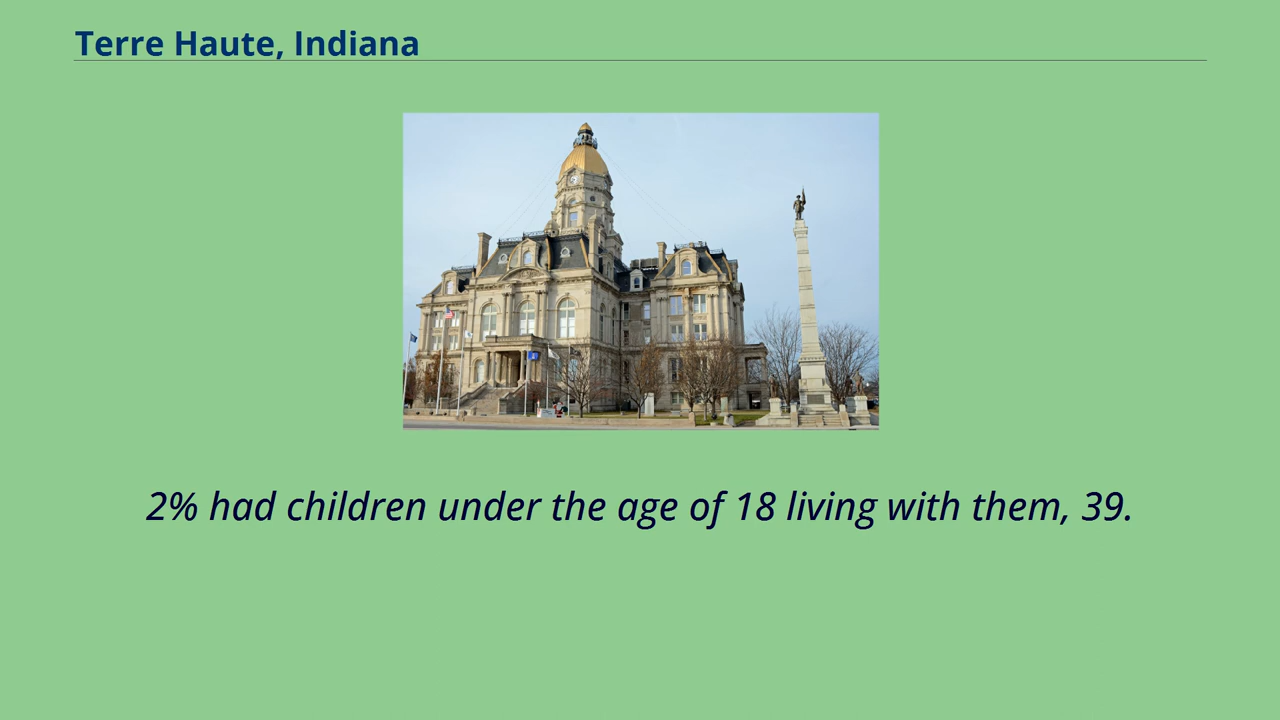 Terre Haute, Indiana
2% had children under the age of 18 living with them, 39.